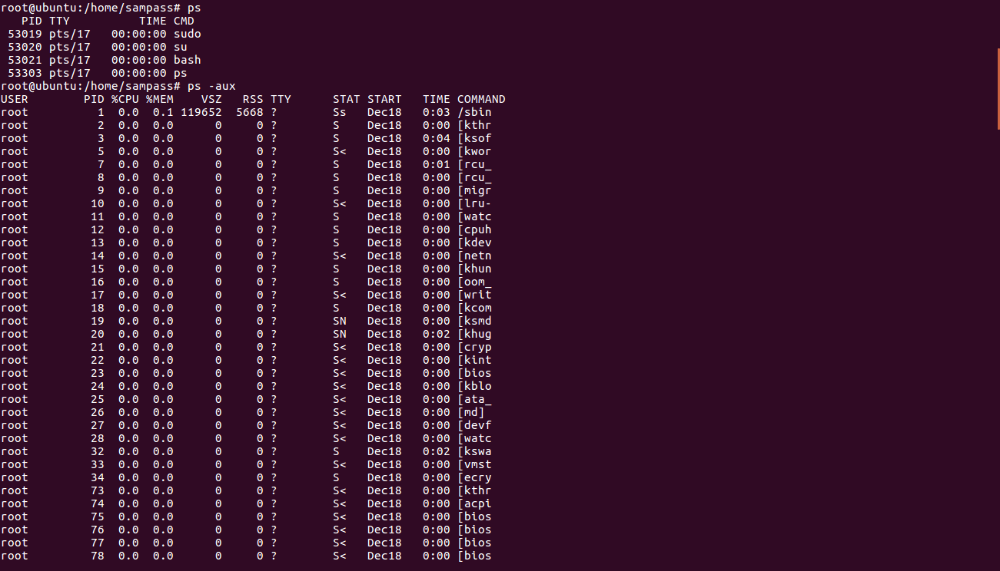 root@ubuntu:/home/sampass# ps
   PID TTY          TIME CMD
 53019 pts/17   00:00:00 sudo
 53020 pts/17   00:00:00 su
 53021 pts/17   00:00:00 bash
 53303 pts/17   00:00:00 ps
root@ubuntu:/home/sampass# ps -aux
USER        PID %CPU %MEM    VSZ   RSS TTY      STAT START   TIME COMMAND
root          1  0.0  0.1 119652  5668 ?        Ss   Dec18   0:03 /sbin
root          2  0.0  0.0      0     0 ?        S    Dec18   0:00 [kthr
root          3  0.0  0.0      0     0 ?        S    Dec18   0:04 [ksof
root          5  0.0  0.0      0     0 ?        S<   Dec18   0:00 [kwor
root          7  0.0  0.0      0     0 ?        S    Dec18   0:01 [rcu_
root          8  0.0  0.0      0     0 ?        S    Dec18   0:00 [rcu_
root          9  0.0  0.0      0     0 ?        S    Dec18   0:00 [migr
root         10  0.0  0.0      0     0 ?        S<   Dec18   0:00 [lru-
root         11  0.0  0.0      0     0 ?        S    Dec18   0:00 [watc
root         12  0.0  0.0      0     0 ?        S    Dec18   0:00 [cpuh
root         13  0.0  0.0      0     0 ?        S    Dec18   0:00 [kdev
root         14  0.0  0.0      0     0 ?        S<   Dec18   0:00 [netn
root         15  0.0  0.0      0     0 ?        S    Dec18   0:00 [khun
root         16  0.0  0.0      0     0 ?        S    Dec18   0:00 [oom_
root         17  0.0  0.0      0     0 ?        S<   Dec18   0:00 [writ
root         18  0.0  0.0      0     0 ?        S    Dec18   0:00 [kcom
root         19  0.0  0.0      0     0 ?        SN   Dec18   0:00 [ksmd
root         20  0.0  0.0      0     0 ?        SN   Dec18   0:02 [khug
root         21  0.0  0.0      0     0 ?        S<   Dec18   0:00 [cryp
root         22  0.0  0.0      0     0 ?        S<   Dec18   0:00 [kint
root         23  0.0  0.0      0     0 ?        S<   Dec18   0:00 [bios
root         24  0.0  0.0      0     0 ?        S<   Dec18   0:00 [kblo
root         25  0.0  0.0      0     0 ?        S<   Dec18   0:00 [ata_
root         26  0.0  0.0      0     0 ?        S<   Dec18   0:00 [md]
root         27  0.0  0.0      0     0 ?        S<   Dec18   0:00 [devf
root         28  0.0  0.0      0     0 ?        S<   Dec18   0:00 [watc
root         32  0.0  0.0      0     0 ?        S    Dec18   0:02 [kswa
root         33  0.0  0.0      0     0 ?        S<   Dec18   0:00 [vmst
root         34  0.0  0.0      0     0 ?        S    Dec18   0:00 [ecry
root         73  0.0  0.0      0     0 ?        S<   Dec18   0:00 [kthr
root         74  0.0  0.0      0     0 ?        S<   Dec18   0:00 [acpi
root         75  0.0  0.0      0     0 ?        S<   Dec18   0:00 [bios
root         76  0.0  0.0      0     0 ?        S<   Dec18   0:00 [bios
root         77  0.0  0.0      0     0 ?        S<   Dec18   0:00 [bios
root         78  0.0  0.0      0     0 ?        S<   Dec18   0:00 [bios